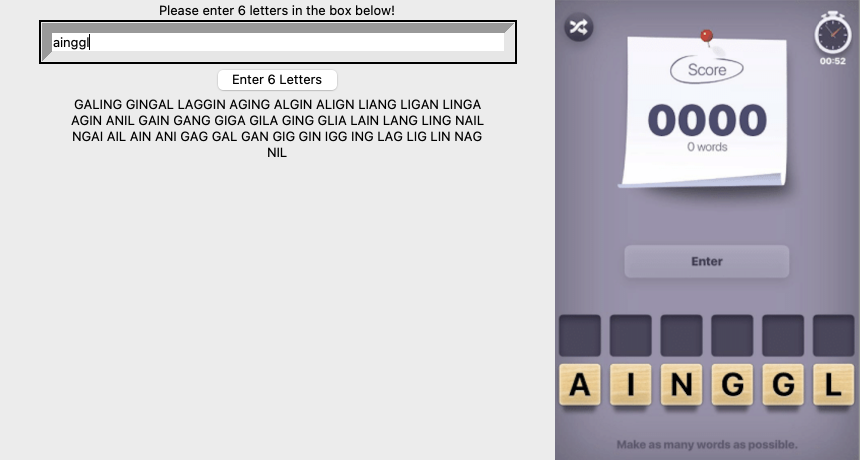 Please enter 6 letters in the box below!
ainggl
Enter 6 Letters
GALING GINGAL LAGGIN AGING ALGIN ALIGN LIANG LIGAN LINGA
AGIN ANIL GAIN GANG GIGA GILA GING GLIA LAIN LANG LING NAIL
NGAI AIL AIN ANI GAG GAL GAN GIG GIN IGG ING LAG LIG LIN NAG
NIL
00:52
Score
0000
0 words
Enter
A I N G G L
Make as many words as possible.